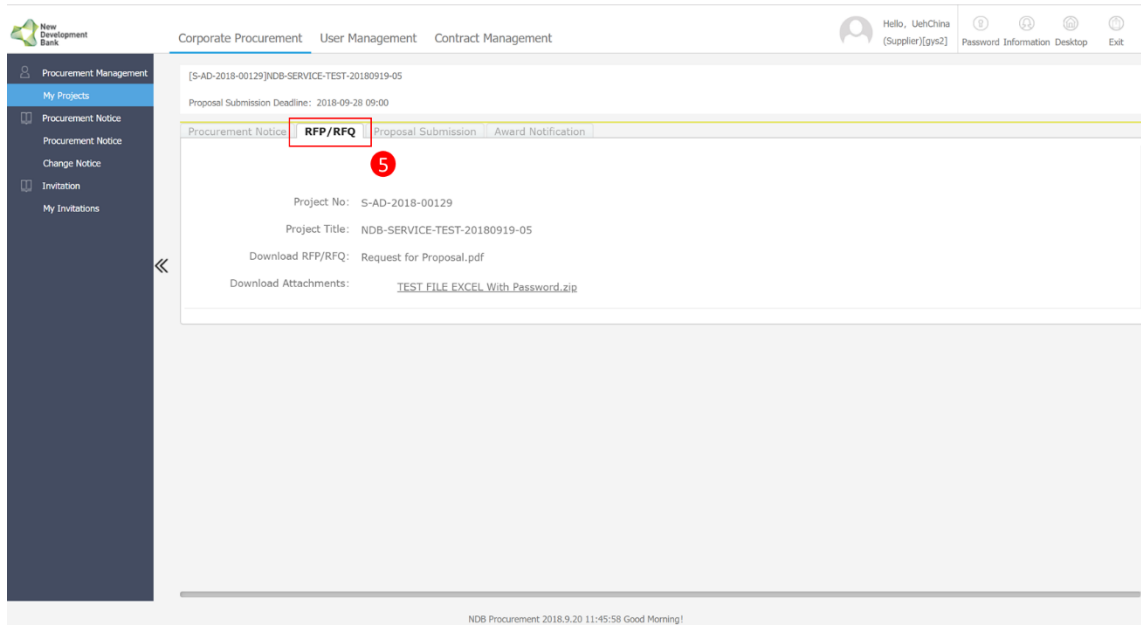 New
Development
Bank
Corporate Procurement User Management Contract Management
Hello, UehChina
(Supplier)[gys2]
Password Information Desktop Exit
Procurement Management
My Projects
Procurement Notice
Procurement Notice
Change Notice
Invitation
My Invitations
[S-AD-2018-00129]NDB-SERVICE-TEST-20180919-05
Proposal Submission Deadline: 2018-09-28 09:00
Procurement Notice RFP/RFQ Proposal Submission Award Notification
5
Project No: S-AD-2018-00129
Project Title: NDB-SERVICE-TEST-20180919-05
Download RFP/RFQ: Request for Proposal.pdf
Download Attachments: TEST FILE EXCEL With Password.zip
NDB Procurement 2018.9.20 11:45:58 Good Morning!